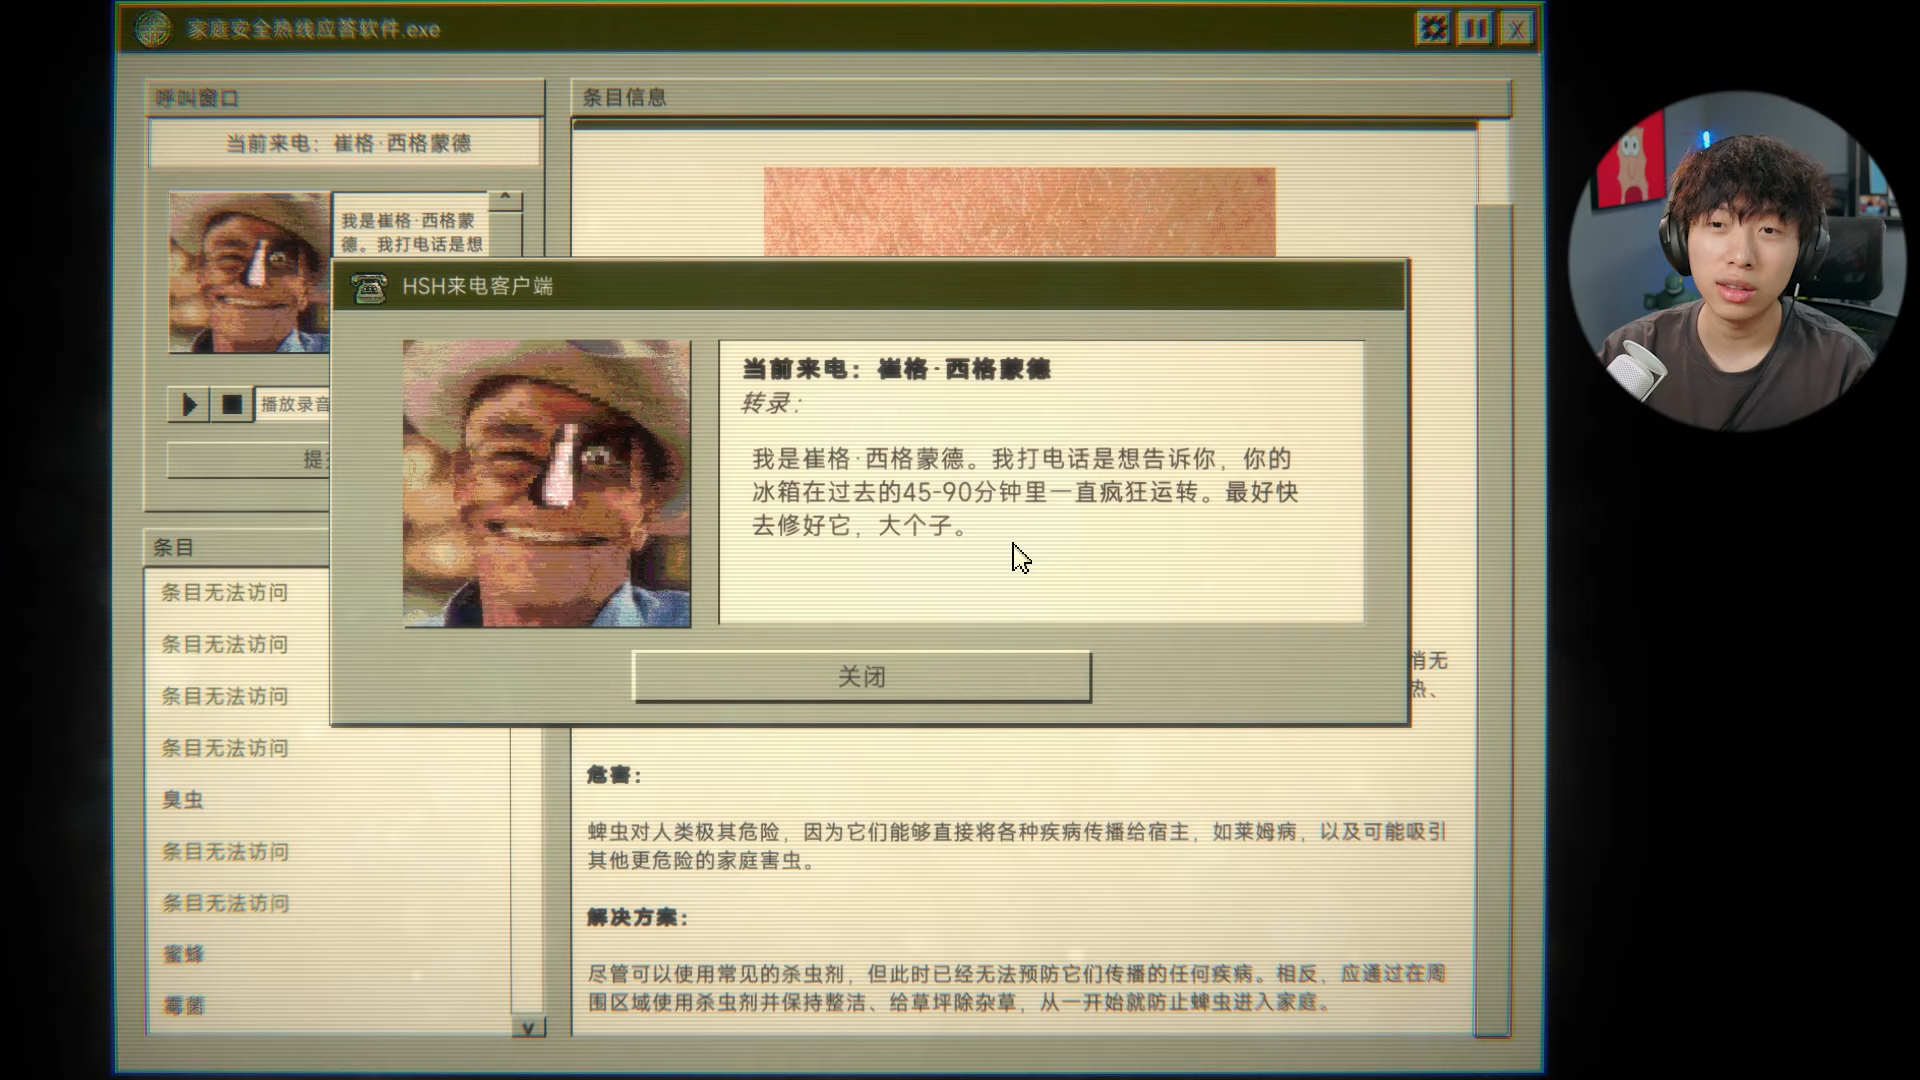 家庭安全热线应答软件.exe
呼叫窗口
当前来电：崔格·西格蒙德
我是崔格·西格蒙
德。我打电话是想
播放录音
提
条目
条目无法访问
条目无法访问
条目无法访问
条目无法访问
臭虫
条目无法访问
条目无法访问
蜜蜂
霉菌
条目信息
HSH来电客户端
当前来电：崔格·西格蒙德
转录：
我是崔格·西格蒙德。我打电话是想告诉你，你的
冰箱在过去的45-90分钟里一直疯狂运转。最好快
去修好它，大个子。
关闭
悄无
热、
危害：
蜱虫对人类极其危险，因为它们能够直接将各种疾病传播给宿主，如莱姆病，以及可能吸引
其他更危险的家庭害虫。
解决方案：
尽管可以使用常见的杀虫剂，但此时已经无法预防它们传播的任何疾病。相反，应通过在周
围区域使用杀虫剂并保持整洁、给草坪除杂草，从一开始就防止蜱虫进入家庭。